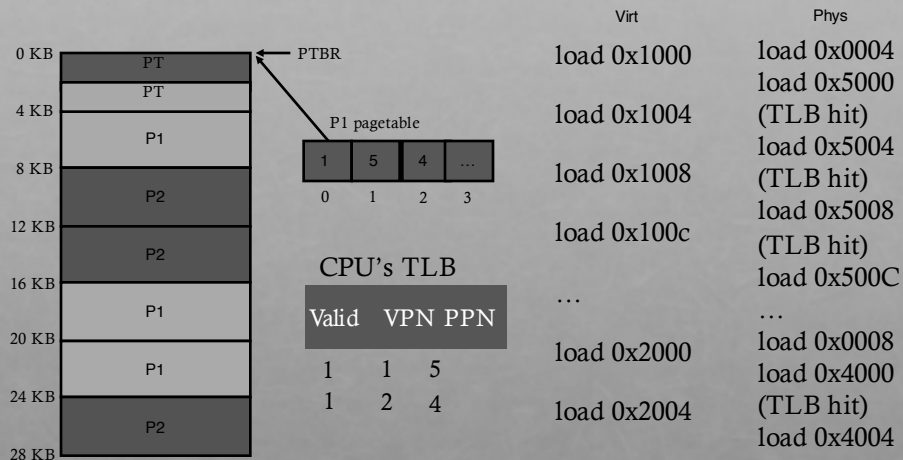 Virt
Phys
0 KB
PT
PTBR
PT
4 KB
P1
8 KB
P2
12 KB
P2
16 KB
P1
20 KB
P1
24 KB
P2
28 KB
P1 pagetable
1 5 4 …
0 1 2 3
CPU's TLB
Valid VPN PPN
1 1 5
1 2 4
load 0x1000
load 0x1004
load 0x1008
load 0x100c
…
load 0x2000
load 0x2004
load 0x0004
load 0x5000
(TLB hit)
load 0x5004
(TLB hit)
load 0x5008
(TLB hit)
load 0x500C
…
load 0x0008
load 0x4000
(TLB hit)
load 0x4004